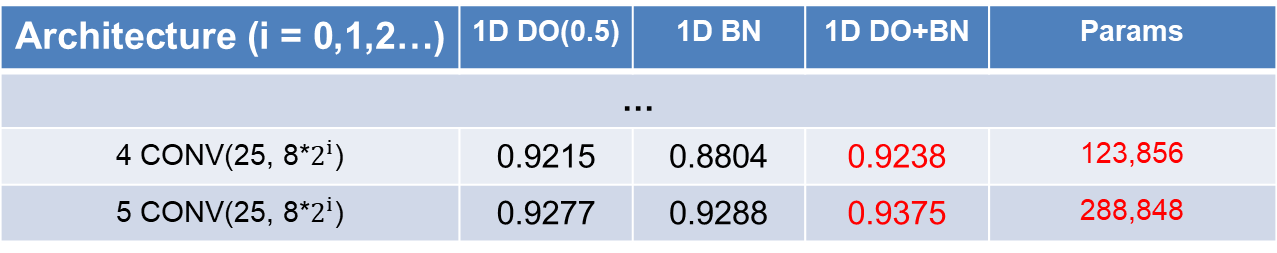 Architecture (i = 0,1,2…) 1D DO(0.5) 1D BN 1D DO+BN Params
…
4 CONV(25, 8*2ⁱ) 0.9215 0.8804 0.9238 123,856
5 CONV(25, 8*2ⁱ) 0.9277 0.9288 0.9375 288,848